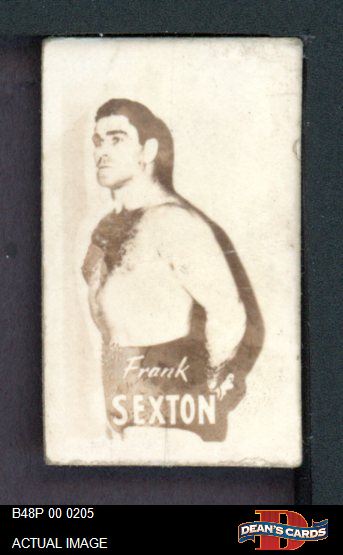 Frank
SEXTON
B48P 00 0205
ACTUAL IMAGE
DEAN'S CARDS